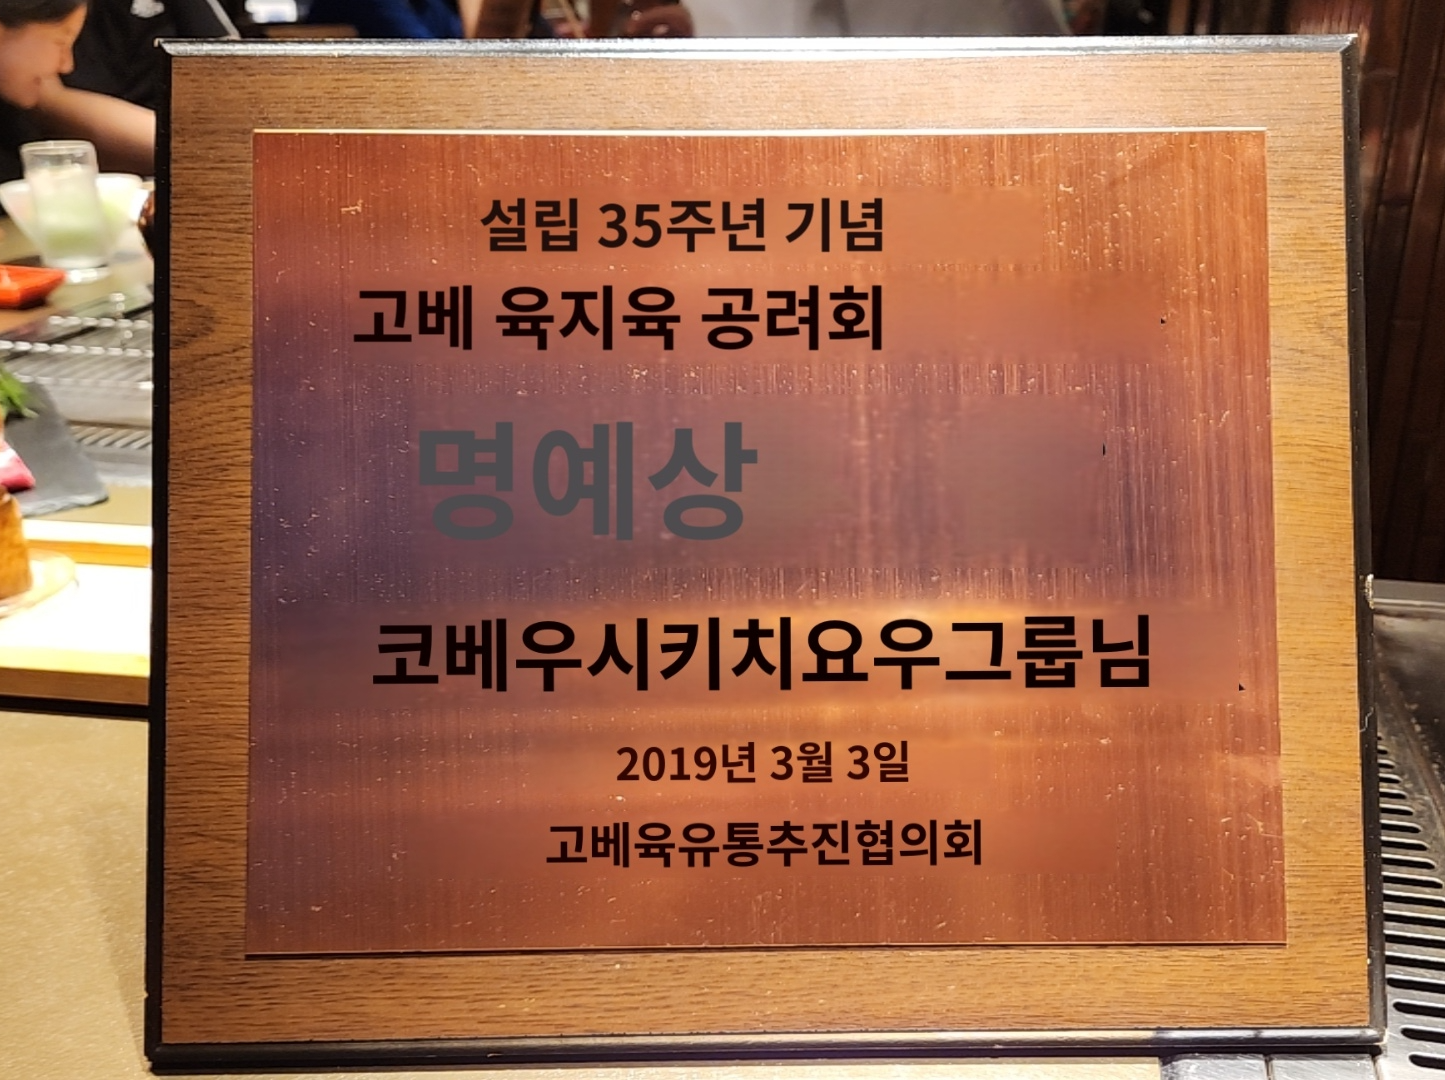 설립 35주년 기념
고베 육지육 공려회
명예상
코베우시키치요우그룹님
2019년 3월 3일
고베육유통추진협의회